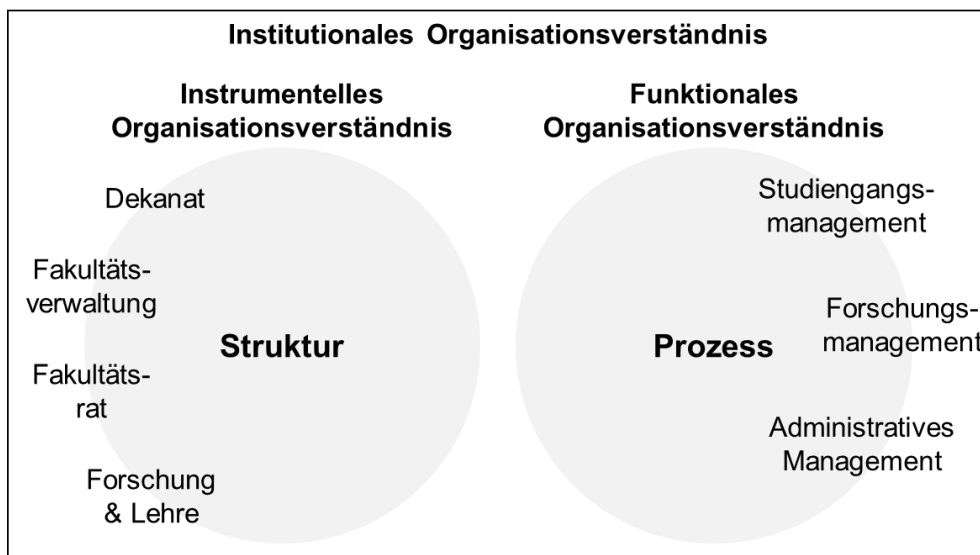 Institutionales Organisationsverständnis
Instrumentelles
Organisationsverständnis
Funktionales
Organisationsverständnis
Dekanat
Fakultäts-
verwaltung
Struktur
Fakultäts-
rat
Forschung
& Lehre
Studiengangs-
management
Forschungs-
management
Prozess
Administratives
Management